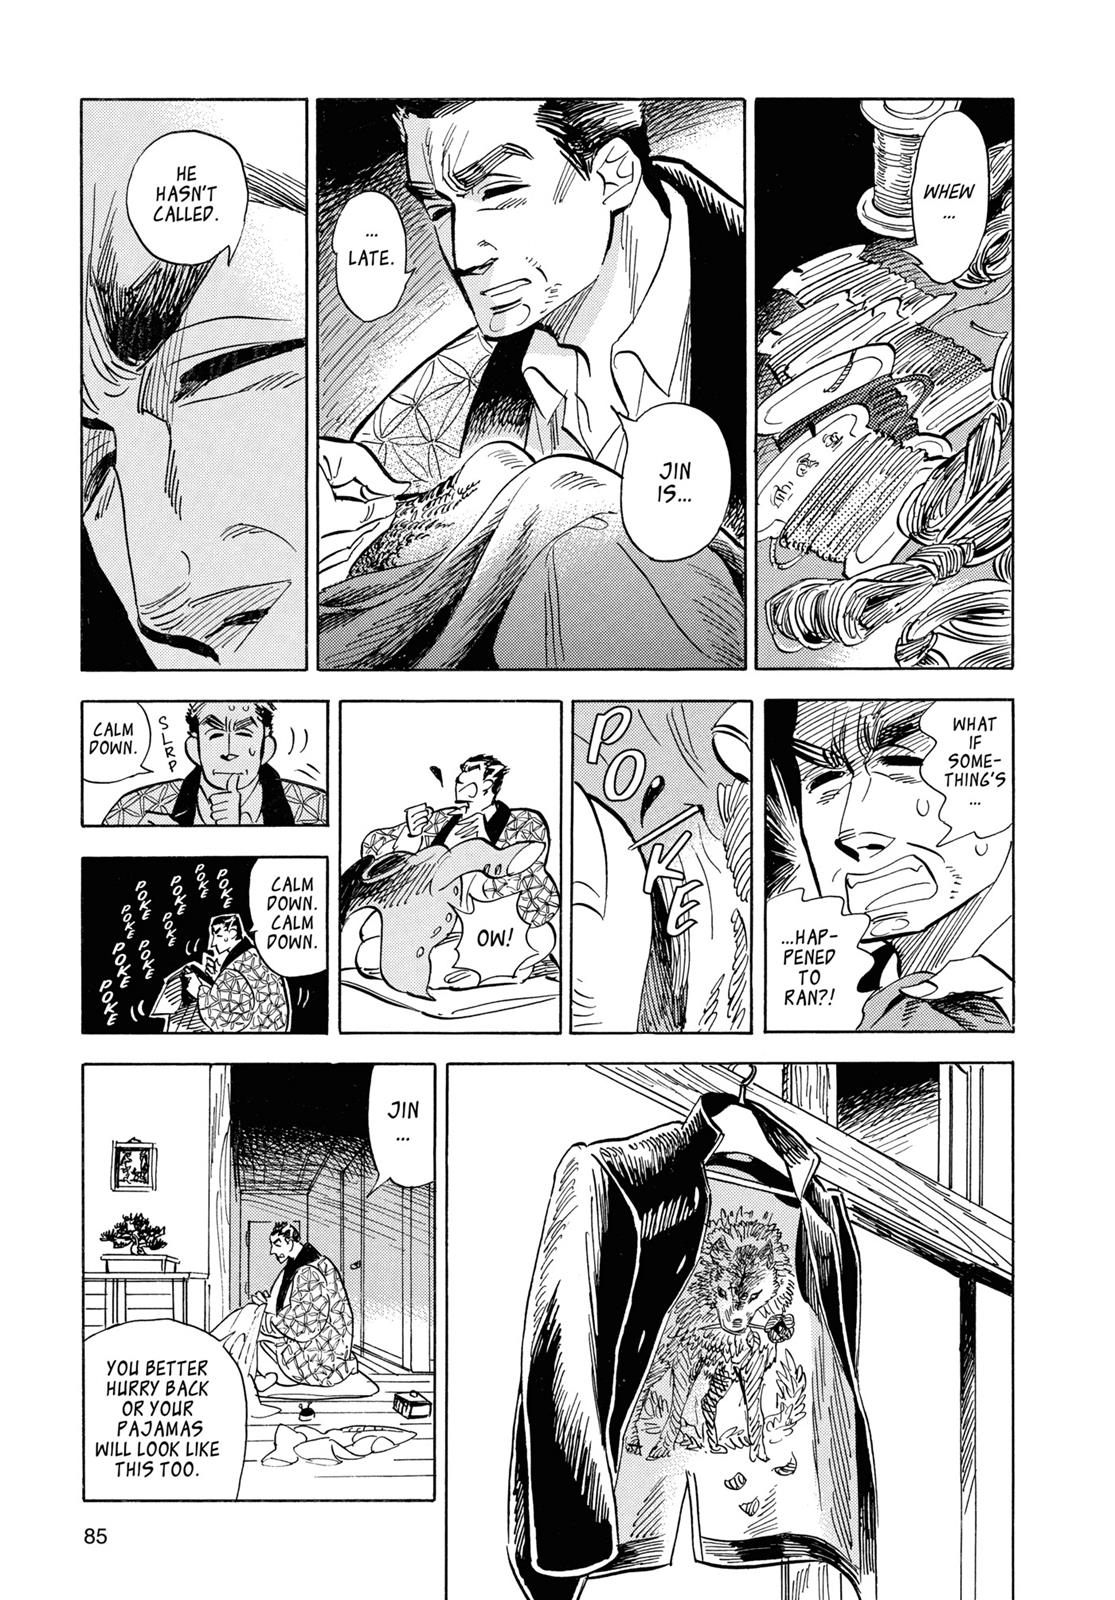 WHEW
...
JIN
IS...
...
LATE.
HE
HASN'T
CALLED.
WHAT
IF
SOME-
THING'S
...
...HAP-
PENED
TO
RAN?!
POKE
OW!
SLRP
CALM
DOWN.
CALM
DOWN.
CALM
DOWN.
POKE
POKE
POKE
POKE
POKE
POKE
POKE
POKE
POKE
JIN
...
YOU BETTER
HURRY BACK
OR YOUR
PAJAMAS
WILL LOOK LIKE
THIS TOO.
85